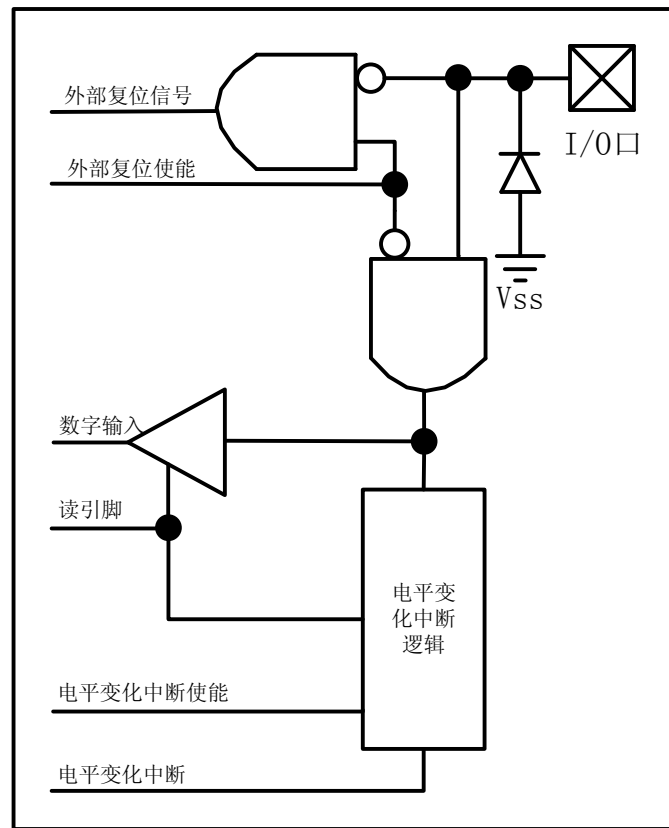 外部复位信号
I/O口
外部复位使能
Vss
数字输入
读引脚
电平变
化中断
逻辑
电平变化中断使能
电平变化中断